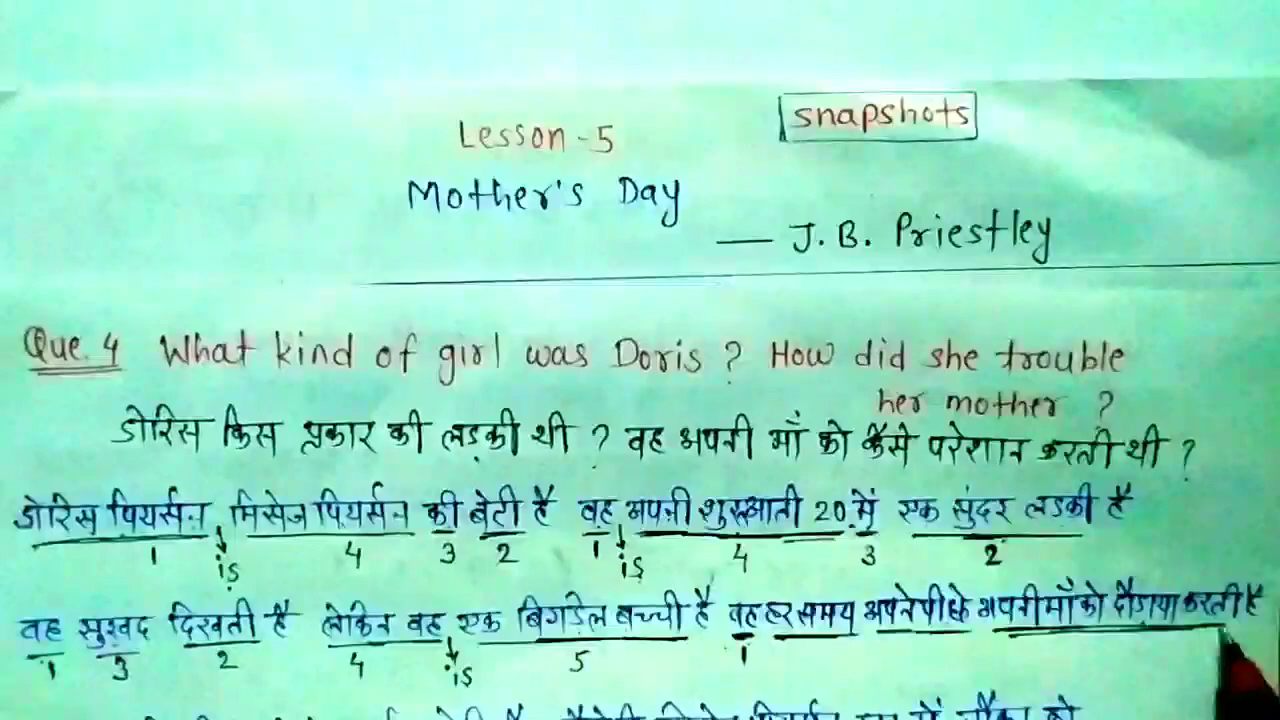 snapshots
Lesson - 5
Mother's Day
— J. B. Priestley
Que. 4 What kind of girl was Doris ? How did she trouble
her mother ?
डोरिस किस प्रकार की लड़की थी ? वह अपनी माँ को कैसे परेशान करती थी ?
डोरिस पियर्सन, मिसेज पियर्सन की बेटी है वह अपनी शुरुआती 20 में एक सुंदर लड़की है
1 is 4 3 2 1 is 4 3 2
वह सुखद दिखती है लेकिन वह एक बिगड़ैल बच्ची है वह हर समय अपने पीछे अपनी माँ को दौड़ाया करती है
1 3 2 4 is 5 1